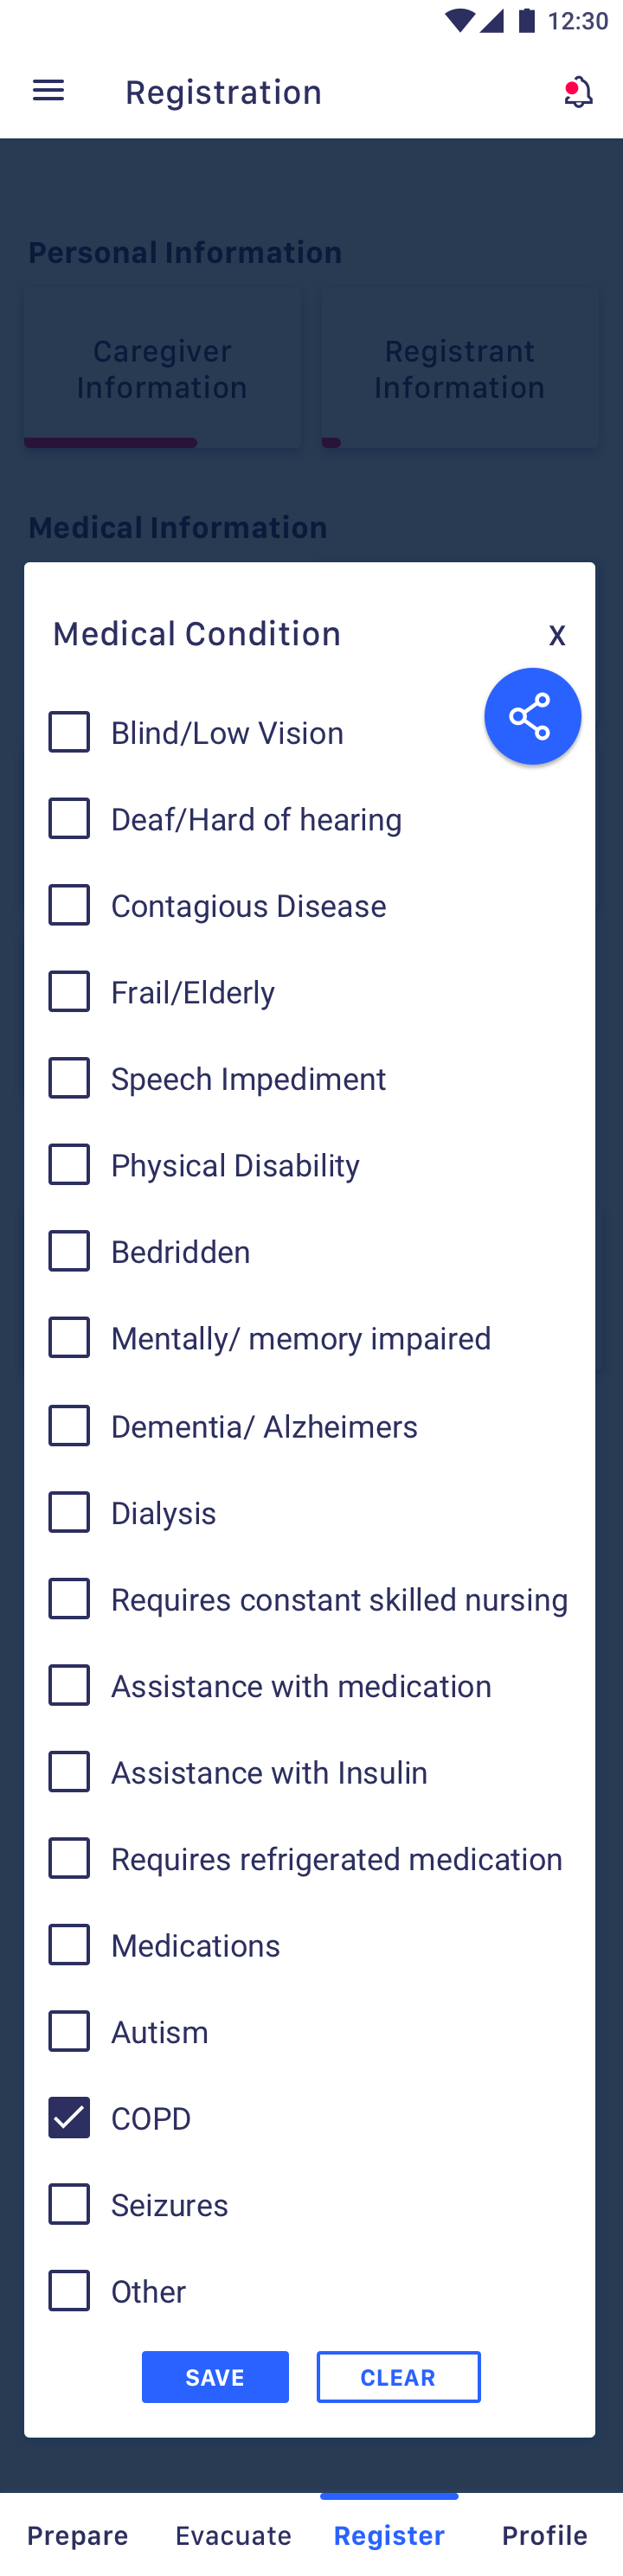 12:30
Registration
Personal Information
Caregiver
Information
Registrant
Information
Medical Information
Medical Condition
X
Blind/Low Vision
Deaf/Hard of hearing
Contagious Disease
Frail/Elderly
Speech Impediment
Physical Disability
Bedridden
Mentally/ memory impaired
Dementia/ Alzheimers
Dialysis
Requires constant skilled nursing
Assistance with medication
Assistance with Insulin
Requires refrigerated medication
Medications
Autism
COPD
Seizures
Other
SAVE
CLEAR
Prepare
Evacuate
Register
Profile